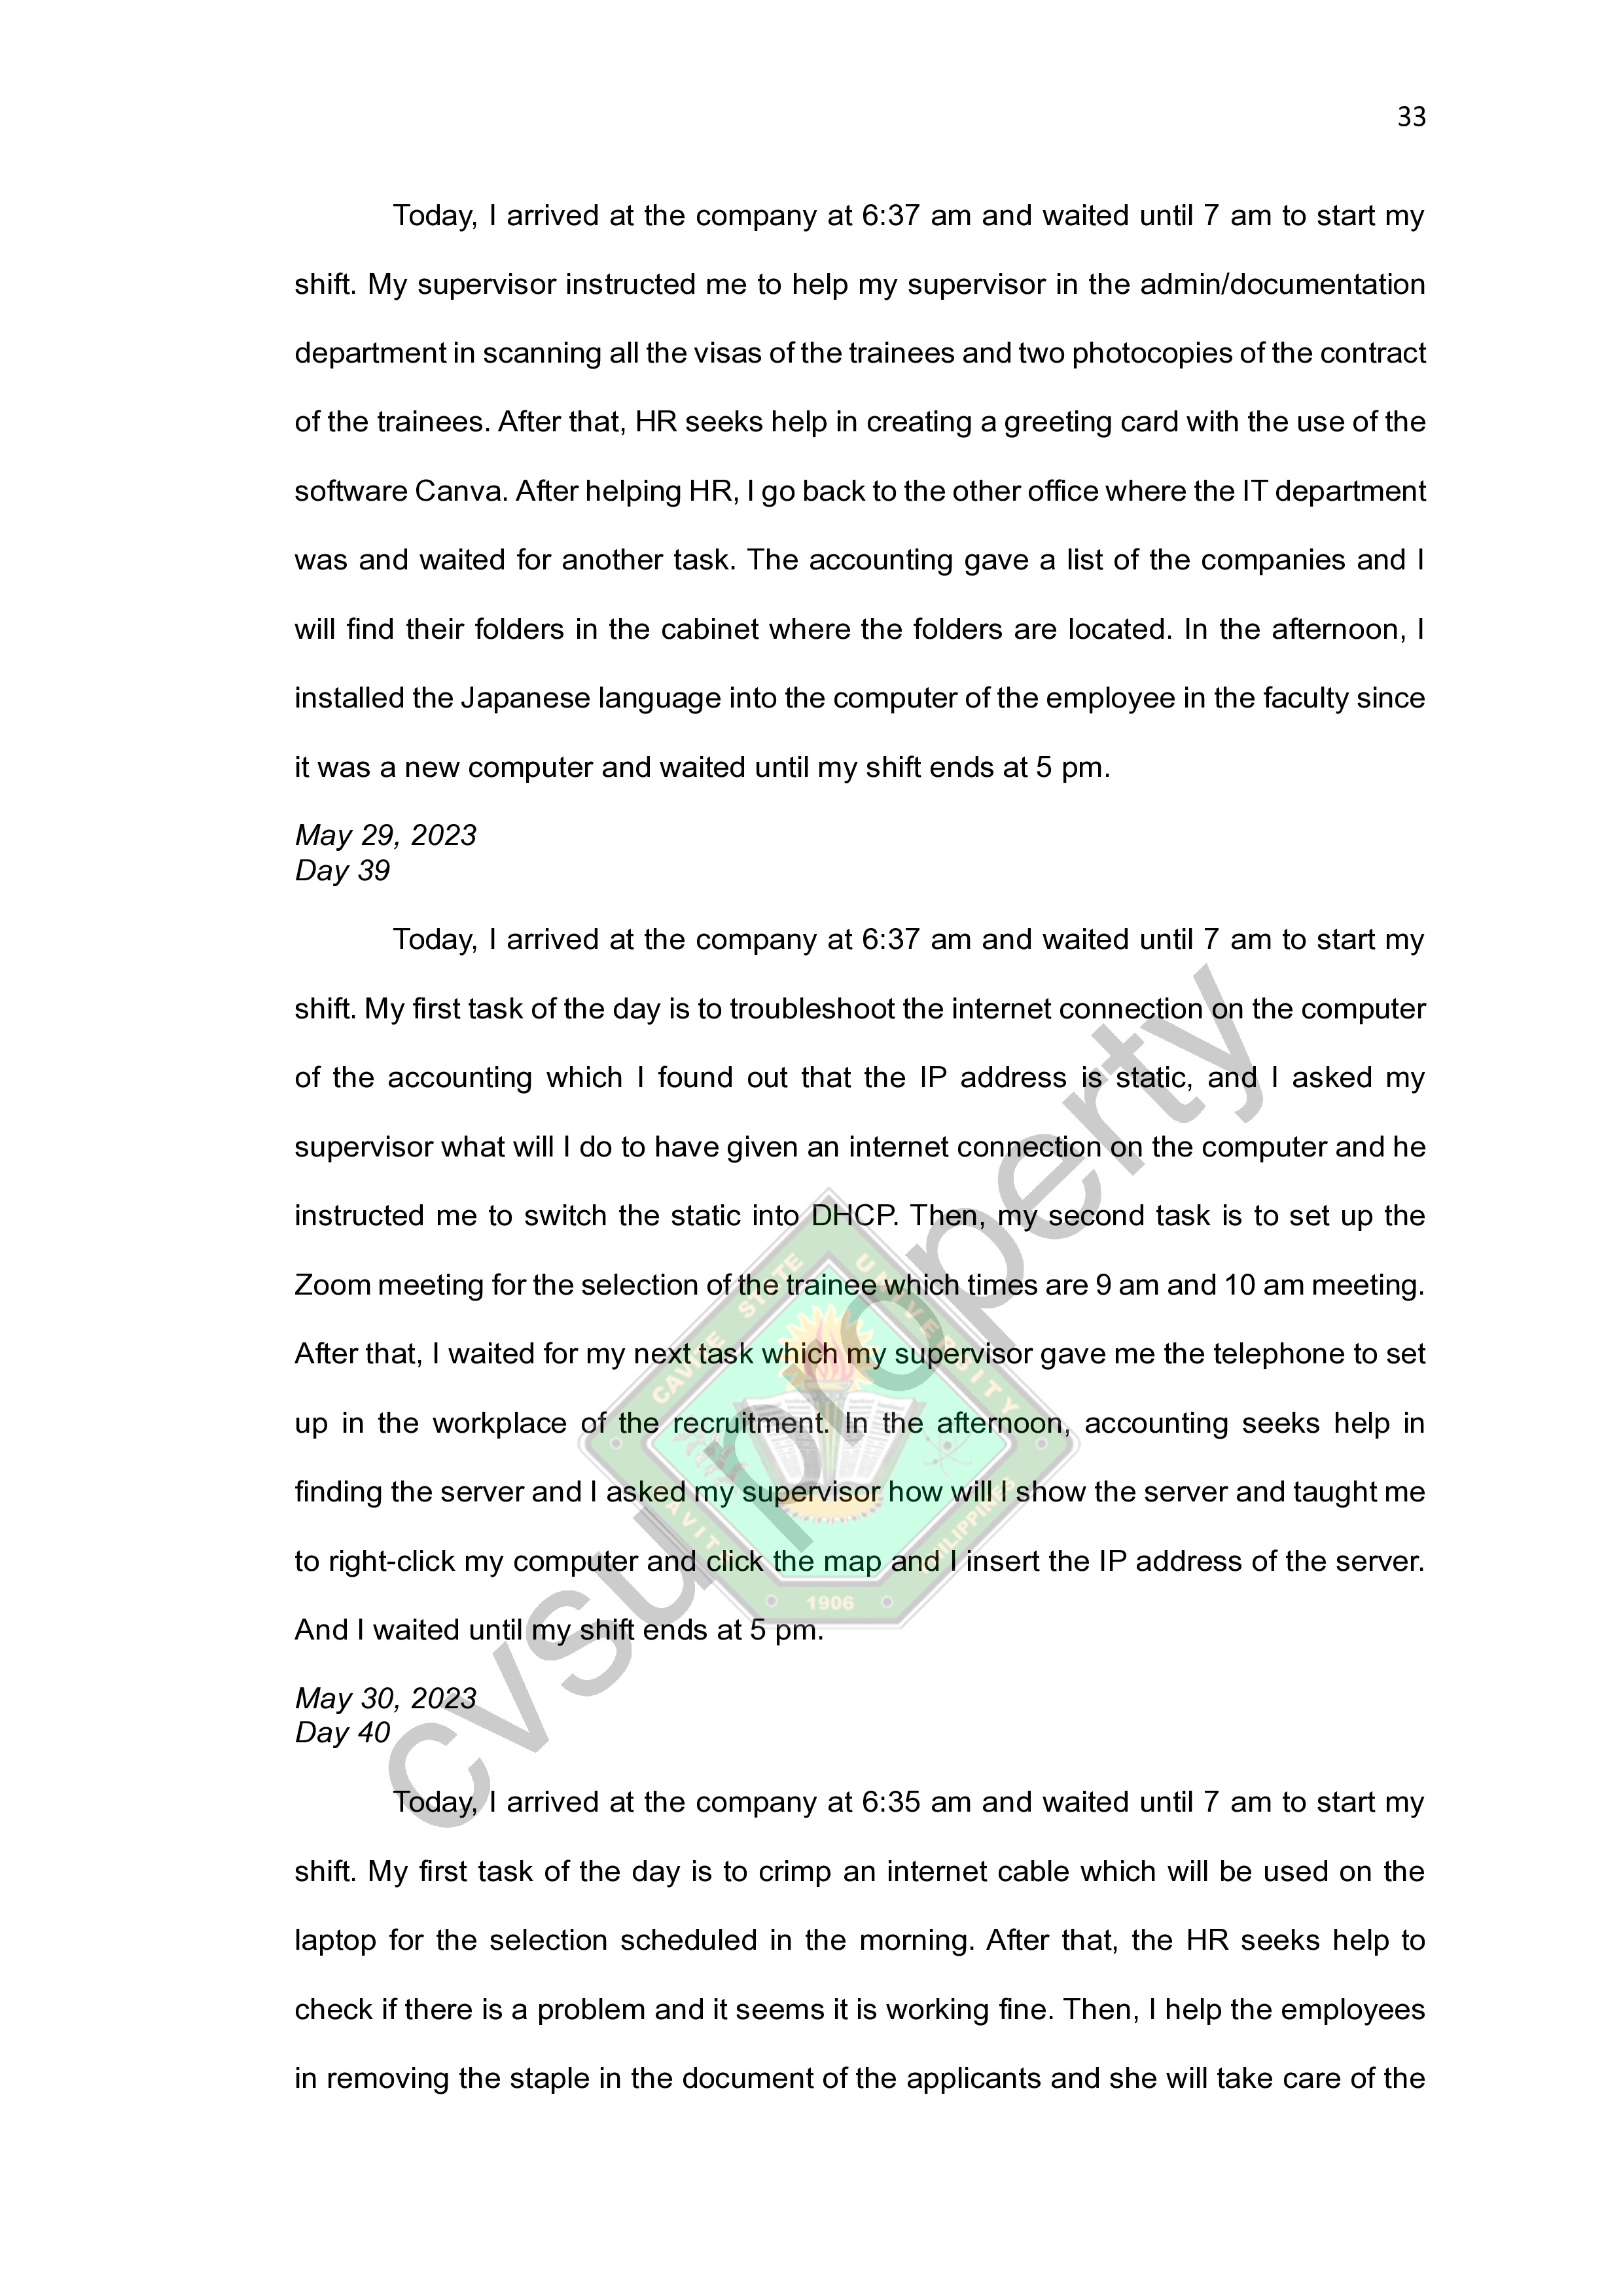 33
Today, I arrived at the company at 6:37 am and waited until 7 am to start my
shift. My supervisor instructed me to help my supervisor in the admin/documentation
department in scanning all the visas of the trainees and two photocopies of the contract
of the trainees. After that, HR seeks help in creating a greeting card with the use of the
software Canva. After helping HR, I go back to the other office where the IT department
was and waited for another task. The accounting gave a list of the companies and I
will find their folders in the cabinet where the folders are located. In the afternoon, I
installed the Japanese language into the computer of the employee in the faculty since
it was a new computer and waited until my shift ends at 5 pm.
May 29, 2023
Day 39
Today, I arrived at the company at 6:37 am and waited until 7 am to start my
shift. My first task of the day is to troubleshoot the internet connection on the computer
of the accounting which I found out that the IP address is static, and I asked my
supervisor what will I do to have given an internet connection on the computer and he
instructed me to switch the static into DHCP. Then, my second task is to set up the
Zoom meeting for the selection of the trainee which times are 9 am and 10 am meeting.
After that, I waited for my next task which my supervisor gave me the telephone to set
up in the workplace of the recruitment. In the afternoon, accounting seeks help in
finding the server and I asked my supervisor how will I show the server and taught me
to right-click my computer and click the map and I insert the IP address of the server.
And I waited until my shift ends at 5 pm.
May 30, 2023
Day 40
Today, I arrived at the company at 6:35 am and waited until 7 am to start my
shift. My first task of the day is to crimp an internet cable which will be used on the
laptop for the selection scheduled in the morning. After that, the HR seeks help to
check if there is a problem and it seems it is working fine. Then, I help the employees
in removing the staple in the document of the applicants and she will take care of the
cvsu property
CAVITE STATE UNIVERSITY
CAVITE PHILIPPINES
1906